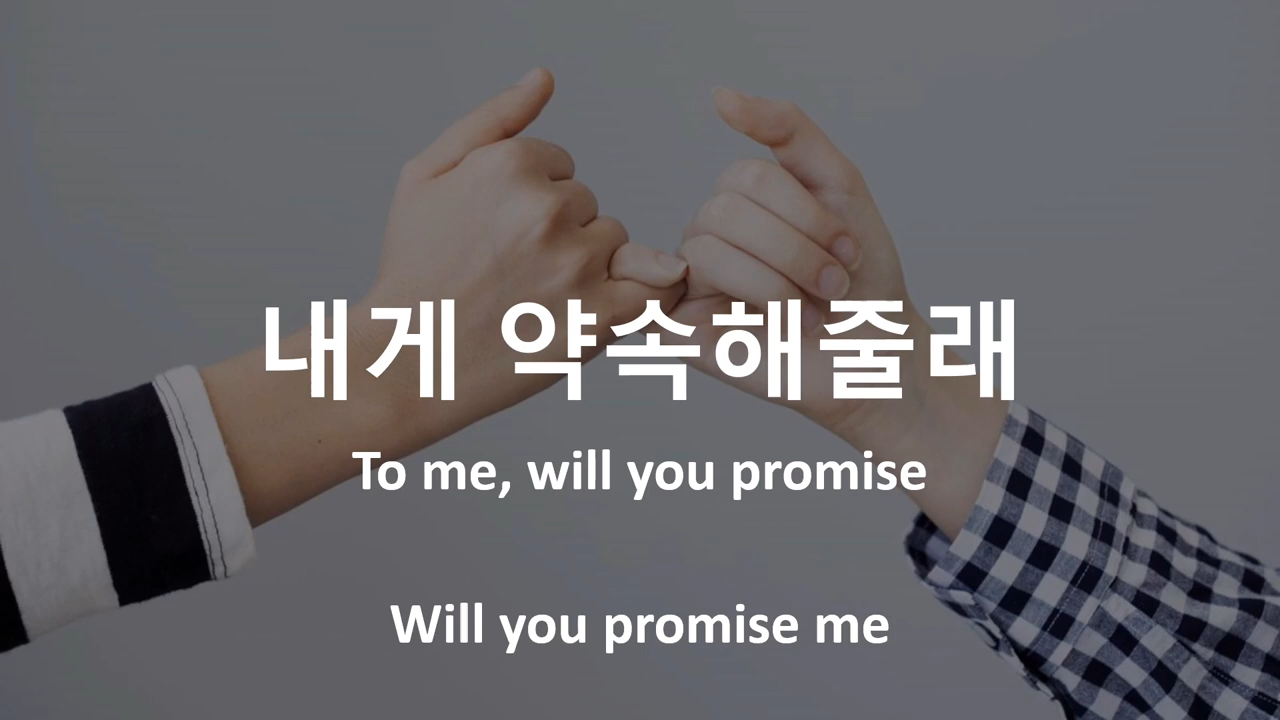 내게 약속해줄래
To me, will you promise
Will you promise me